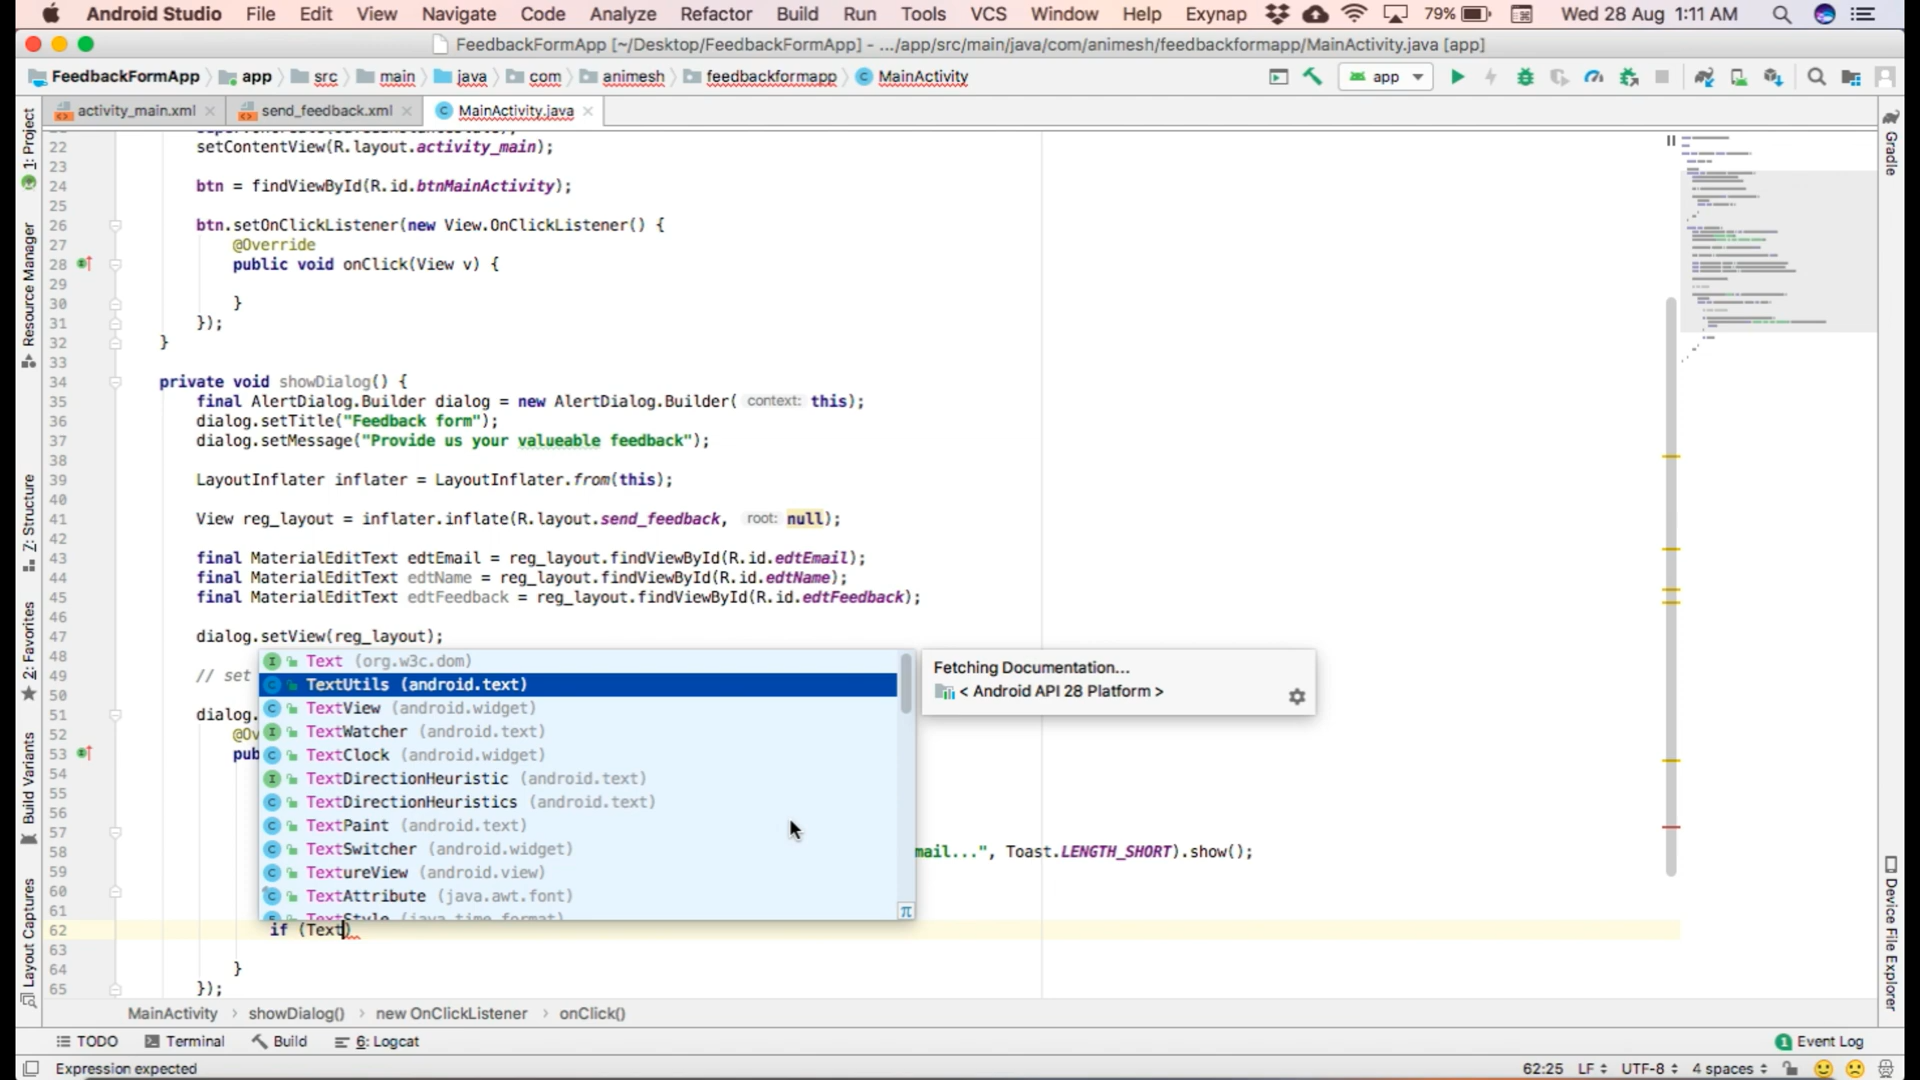 Android Studio File Edit View Navigate Code Analyze Refactor Build Run Tools VCS Window Help Exynap 79% Wed 28 Aug 1:11 AM
FeedbackFormApp [~/Desktop/FeedbackFormApp] - .../app/src/main/java/com/animesh/feedbackformapp/MainActivity.java [app]
FeedbackFormApp app src main java com animesh feedbackformapp MainActivity app
activity_main.xml send_feedback.xml MainActivity.java
1: Project
Resource Manager
7: Structure
2: Favorites
Build Variants
Layout Captures
22 setContentView(R.layout.activity_main);
23
24 btn = findViewById(R.id.btnMainActivity);
25
26 btn.setOnClickListener(new View.OnClickListener() {
27 @Override
28 public void onClick(View v) {
29
30 }
31 });
32 }
33
34 private void showDialog() {
35 final AlertDialog.Builder dialog = new AlertDialog.Builder( context: this);
36 dialog.setTitle("Feedback form");
37 dialog.setMessage("Provide us your valueable feedback");
38
39 LayoutInflater inflater = LayoutInflater.from(this);
40
41 View reg_layout = inflater.inflate(R.layout.send_feedback, root: null);
42
43 final MaterialEditText edtEmail = reg_layout.findViewById(R.id.edtEmail);
44 final MaterialEditText edtName = reg_layout.findViewById(R.id.edtName);
45 final MaterialEditText edtFeedback = reg_layout.findViewById(R.id.edtFeedback);
46
47 dialog.setView(reg_layout);
48
49 // set
50
51 dialog.
52 @Ov
53 pub
54
55
56
57
58 mail...", Toast.LENGTH_SHORT).show();
59
60
61
62 if (Text)
63
64 }
65 });
Text (org.w3c.dom)
TextUtils (android.text)
TextView (android.widget)
TextWatcher (android.text)
TextClock (android.widget)
TextDirectionHeuristic (android.text)
TextDirectionHeuristics (android.text)
TextPaint (android.text)
TextSwitcher (android.widget)
TextureView (android.view)
TextAttribute (java.awt.font)
TextStyle (java.time.format)
π
Fetching Documentation...
< Android API 28 Platform >
Gradle
Device File Explorer
MainActivity showDialog() new OnClickListener onClick()
TODO Terminal Build 6: Logcat 1 Event Log
Expression expected 62:25 LF UTF-8 4 spaces